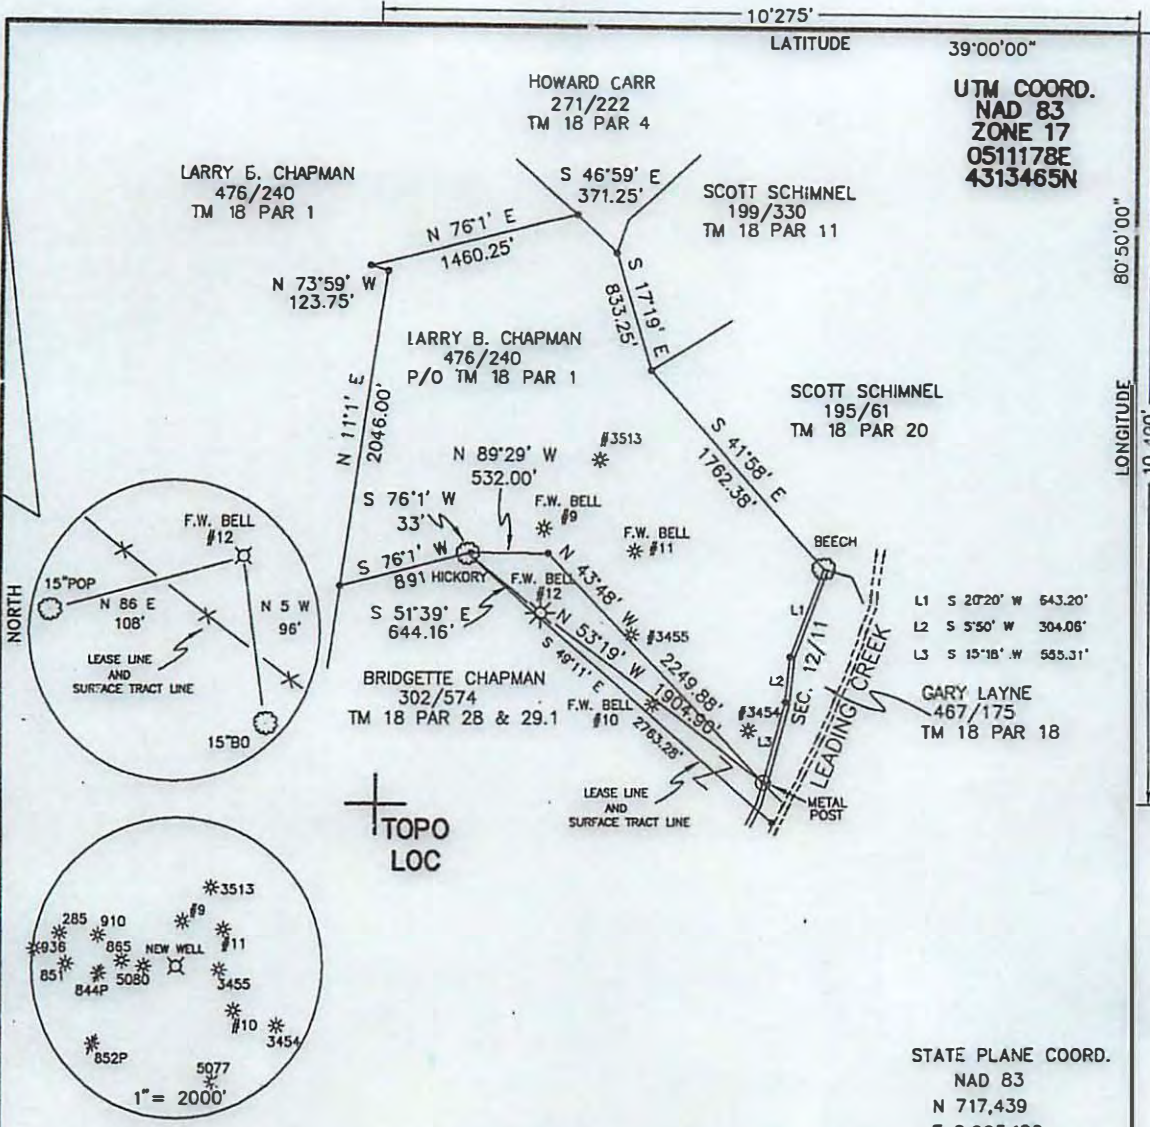 10'275'
LATITUDE
39°00'00"
UTM COORD.
NAD 83
ZONE 17
0511178E
4313465N
HOWARD CARR
271/222
TM 18 PAR 4
LARRY B. CHAPMAN
476/240
TM 18 PAR 1
S 46°59' E
371.25'
SCOTT SCHIMNEL
199/330
TM 18 PAR 11
N 76°1' E
1460.25'
80°50'00"
LONGITUDE
N 73°59' W
123.75'
S 17°19' E
833.25'
LARRY B. CHAPMAN
476/240
P/O TM 18 PAR 1
N 11°1' E
2046.00'
SCOTT SCHIMNEL
195/61
TM 18 PAR 20
S 41°58' E
1762.38'
#3513
N 89°29' W
532.00'
S 76°1' W
33'
F.W. BELL
#9
F.W. BELL
#11
BEECH
S 76°1' W
891
HICKORY
F.W. BELL
#12
N 43°48' W
2249.88'
S 51°39' E
644.16'
N 53°19' W
1904.90'
#3455
S 49°11' E
2763.28'
L1
L2
L3
SEC. 12/11
LEADING CREEK
L1 S 20°20' W 643.20'
L2 S 5°50' W 304.06'
L3 S 15°18' W 555.31'
BRIDGETTE CHAPMAN
302/574
TM 18 PAR 28 & 29.1
F.W. BELL
#10
#3454
GARY LAYNE
467/175
TM 18 PAR 18
LEASE LINE
AND
SURFACE TRACT LINE
METAL
POST
NORTH
F.W. BELL
#12
15"POP
N 86 E
108'
N 5 W
96'
LEASE LINE
AND
SURFACE TRACT LINE
15"BO
TOPO
LOC
3513
#9
285
910
#11
936
865
NEW WELL
851
844P
5080
3455
#10
3454
852P
5077
1" = 2000'
STATE PLANE COORD.
NAD 83
N 717,439